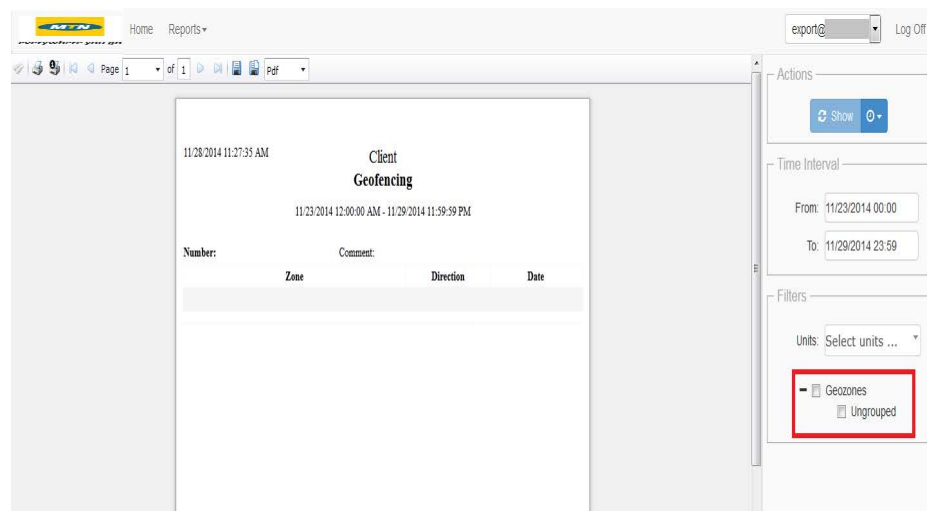 MTN
Home Reports
export@
Log Off
Page 1 of 1 Pdf
11/28/2014 11:27:35 AM
Client
Geofencing
11/23/2014 12:00:00 AM - 11/29/2014 11:59:59 PM
Number: Comment:
Zone Direction Date
Actions
Show
Time Interval
From: 11/23/2014 00:00
To: 11/29/2014 23:59
Filters
Units: Select units ...
Geozones
Ungrouped